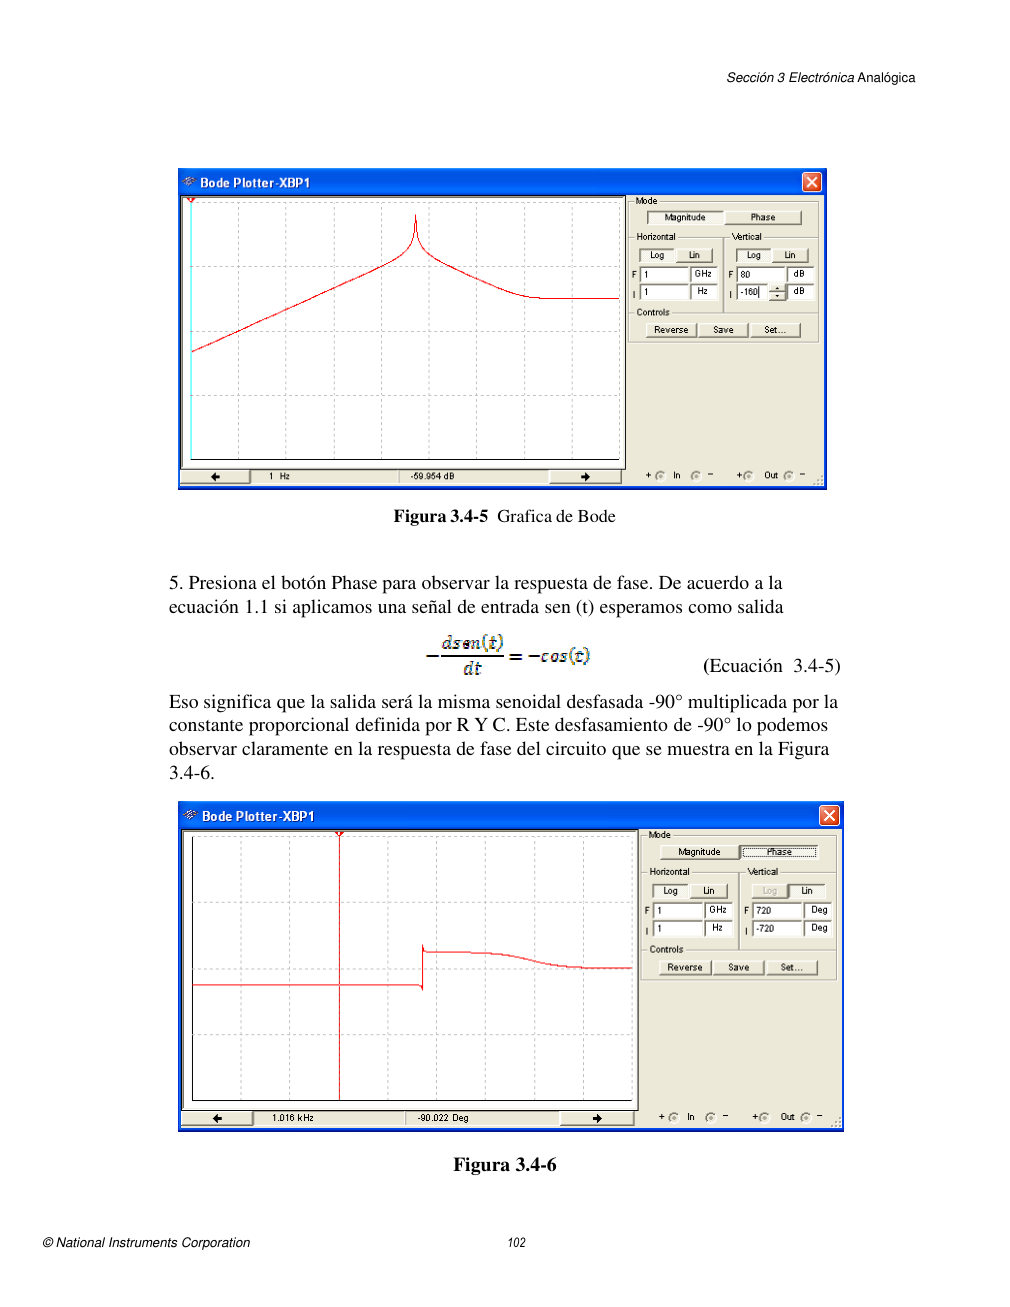 Sección 3 Electrónica Analógica
Bode Plotter-XBP1
Mode
Magnitude Phase
Horizontal Vertical
Log Lin Log Lin
F 1 GHz F 80 dB
I 1 Hz I -160 dB
Controls
Reverse Save Set...
1 Hz -59.954 dB + In - + Out -
Figura 3.4-5 Grafica de Bode
5. Presiona el botón Phase para observar la respuesta de fase. De acuerdo a la
ecuación 1.1 si aplicamos una señal de entrada sen (t) esperamos como salida
-dsen(t)/dt = -cos(t)
(Ecuación 3.4-5)
Eso significa que la salida será la misma senoidal desfasada -90° multiplicada por la
constante proporcional definida por R Y C. Este desfasamiento de -90° lo podemos
observar claramente en la respuesta de fase del circuito que se muestra en la Figura
3.4-6.
Bode Plotter-XBP1
Mode
Magnitude Phase
Horizontal Vertical
Log Lin Log Lin
F 1 GHz F 720 Deg
I 1 Hz I -720 Deg
Controls
Reverse Save Set...
1.016 kHz -90.022 Deg + In - + Out -
Figura 3.4-6
© National Instruments Corporation 102